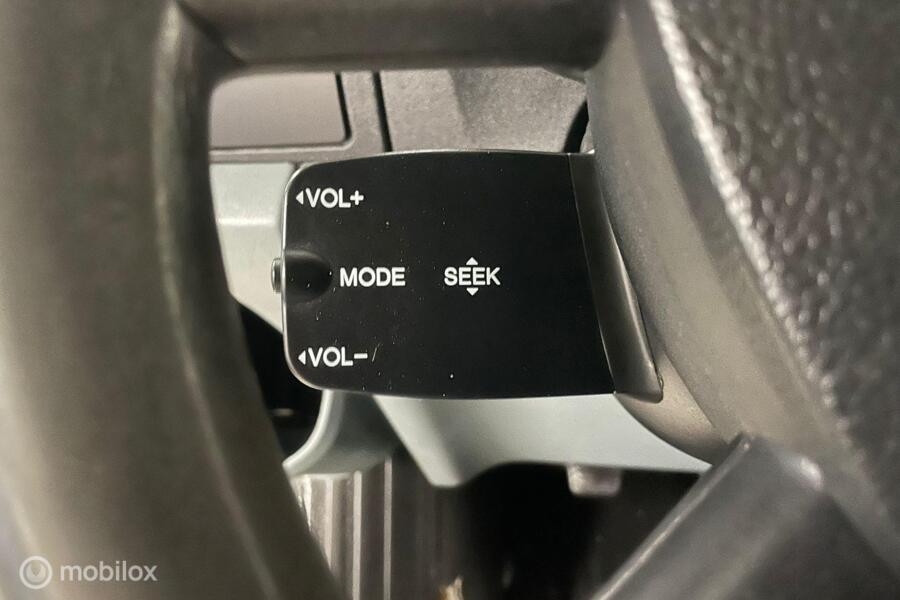 ◄VOL+
MODE
SEEK
◄VOL-
mobilox